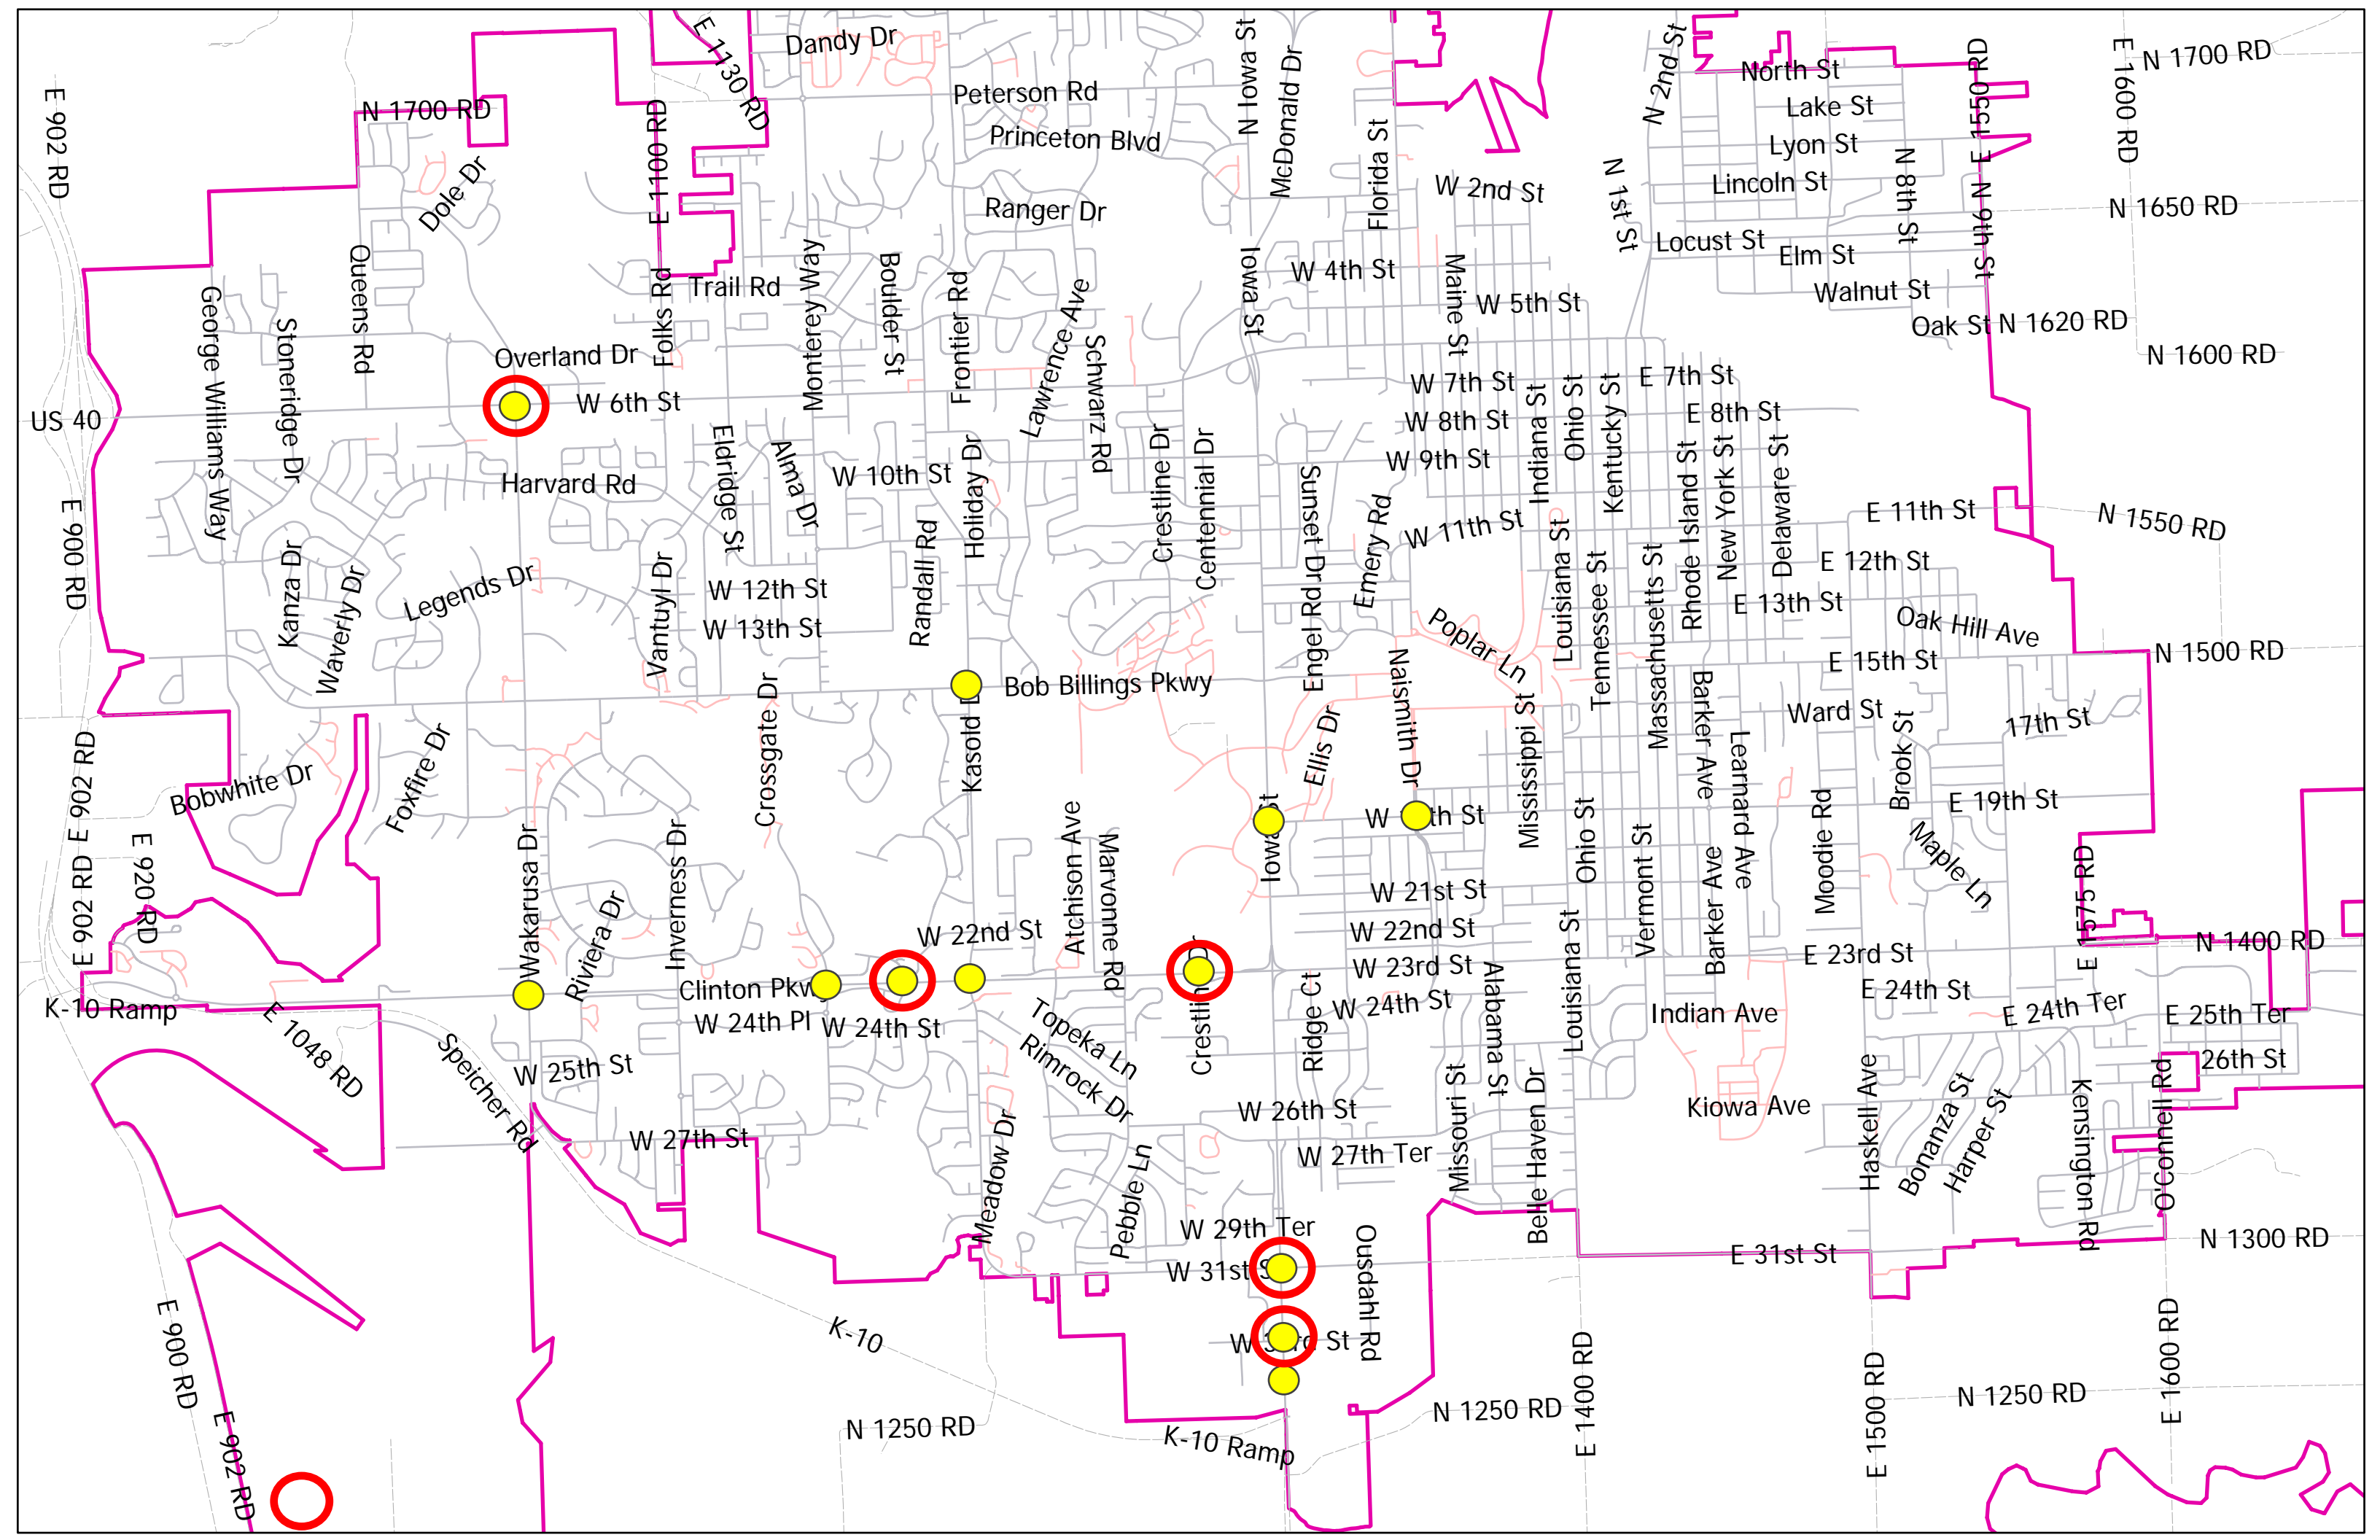 Dandy Dr
E 1130 RD
N Iowa St
McDonald Dr
N 2nd St
North St
E 1550 RD
E 1600 RD
N 1700 RD
E 902 RD
N 1700 RD
E 1100 RD
Peterson Rd
Princeton Blvd
Florida St
Lake St
Lyon St
Lincoln St
N 8th St
N 9th St
Dole Dr
Ranger Dr
W 2nd St
N 1st St
N 1650 RD
Locust St
Elm St
Walnut St
Oak St
N 1620 RD
N 1600 RD
George Williams Way
Stoneridge Dr
Queens Rd
Folks Rd
Trail Rd
Monterey Way
Boulder St
Frontier Rd
Lawrence Ave
Schwarz Rd
Iowa St
W 4th St
Maine St
W 5th St
Overland Dr
W 6th St
US 40
W 7th St
E 7th St
W 8th St
E 8th St
W 9th St
Indiana St
Ohio St
Kentucky St
Rhode Island St
New York St
Delaware St
Harvard Rd
Eldridge St
Alma Dr
W 10th St
Holiday Dr
Crestline Dr
Centennial Dr
Sunset Dr
Emery Rd
W 11th St
E 11th St
N 1550 RD
E 900 RD
Kanza Dr
Waverly Dr
Legends Dr
Vantuyl Dr
W 12th St
W 13th St
Randall Rd
Engel Rd
Louisiana St
Tennessee St
Massachusetts St
E 12th St
E 13th St
Oak Hill Ave
Poplar Ln
Naismith Dr
E 15th St
N 1500 RD
Bob Billings Pkwy
Crossgate Dr
Kasold D
Ellis Dr
Mississippi St
Barker Ave
Learnard Ave
Ward St
Brook St
17th St
E 902 RD
E 902 RD
Bobwhite Dr
Foxfire Dr
E 920 RD
Wakarusa Dr
Riviera Dr
Inverness Dr
Atchison Ave
Marvonne Rd
Iowa St
W th St
Ohio St
Vermont St
Barker Ave
Moodie Rd
E 19th St
Maple Ln
E 1575 RD
W 21st St
W 22nd St
W 22nd St
W 23rd St
E 23rd St
N 1400 RD
K-10 Ramp
E 1048 RD
Speicher Rd
Clinton Pkw
W 24th Pl
W 24th St
Topeka Ln
Rimrock Dr
Crestlin Dr
Ridge Ct
W 24th St
Alabama St
Louisiana St
Indian Ave
E 24th St
E 24th Ter
E 25th Ter
26th St
W 25th St
W 26th St
W 27th St
W 27th Ter
Missouri St
Belle Haven Dr
Kiowa Ave
Haskell Ave
Bonanza St
Harper St
Kensington Rd
O'Connell Rd
Meadow Dr
Pebble Ln
W 29th Ter
W 31st S
Ousdahl Rd
E 31st St
N 1300 RD
W 3rd St
E 900 RD
E 902 RD
K-10
K-10 Ramp
N 1250 RD
N 1250 RD
E 1400 RD
E 1500 RD
N 1250 RD
E 1600 RD